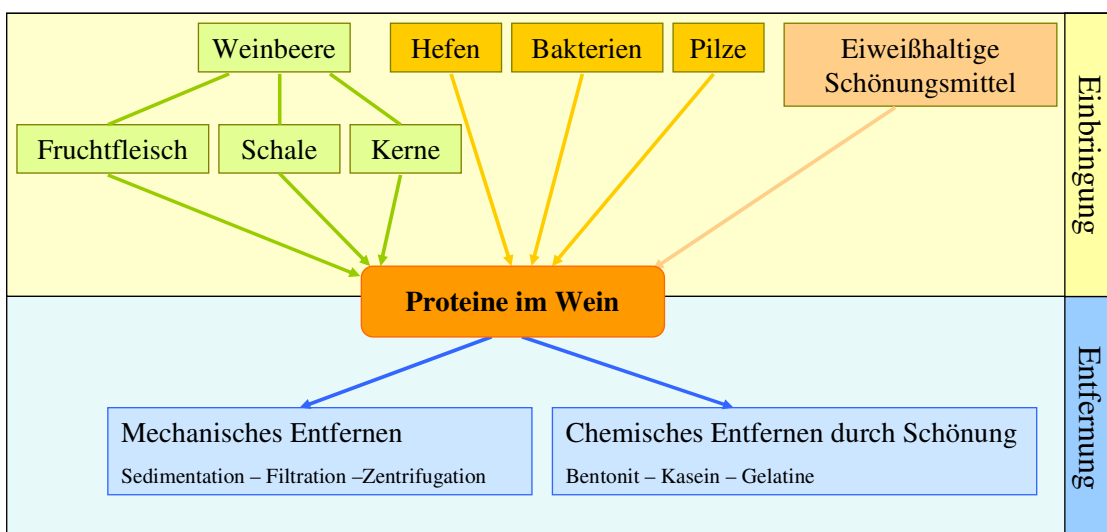 Weinbeere
Hefen
Bakterien
Pilze
Eiweißhaltige
Schönungsmittel
Fruchtfleisch
Schale
Kerne
Einbringung
Proteine im Wein
Mechanisches Entfernen
Sedimentation – Filtration –Zentrifugation
Chemisches Entfernen durch Schönung
Bentonit – Kasein – Gelatine
Entfernung